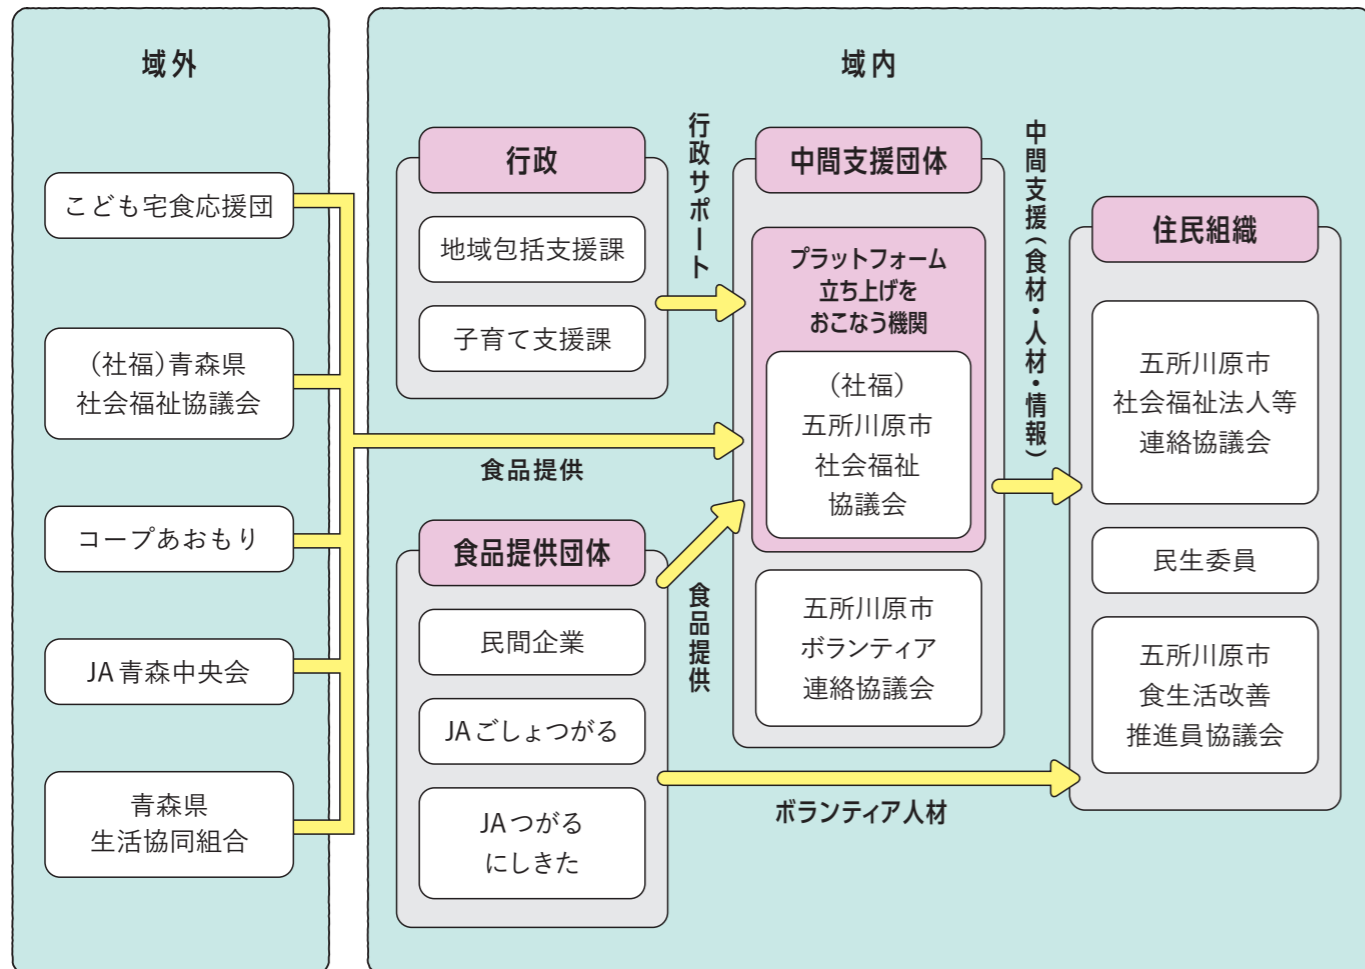 域外
こども宅食応援団
(社福)青森県
社会福祉協議会
コープあおもり
JA青森中央会
青森県
生活協同組合
域内
行政
地域包括支援課
子育て支援課
行政サポート
食品提供
食品提供団体
民間企業
JAごしょつがる
JAつがる
にしきた
食品提供
ボランティア人材
中間支援団体
プラットフォーム
立ち上げを
おこなう機関
(社福)
五所川原市
社会福祉
協議会
五所川原市
ボランティア
連絡協議会
中間支援(食材・人材・情報)
住民組織
五所川原市
社会福祉法人等
連絡協議会
民生委員
五所川原市
食生活改善
推進員協議会